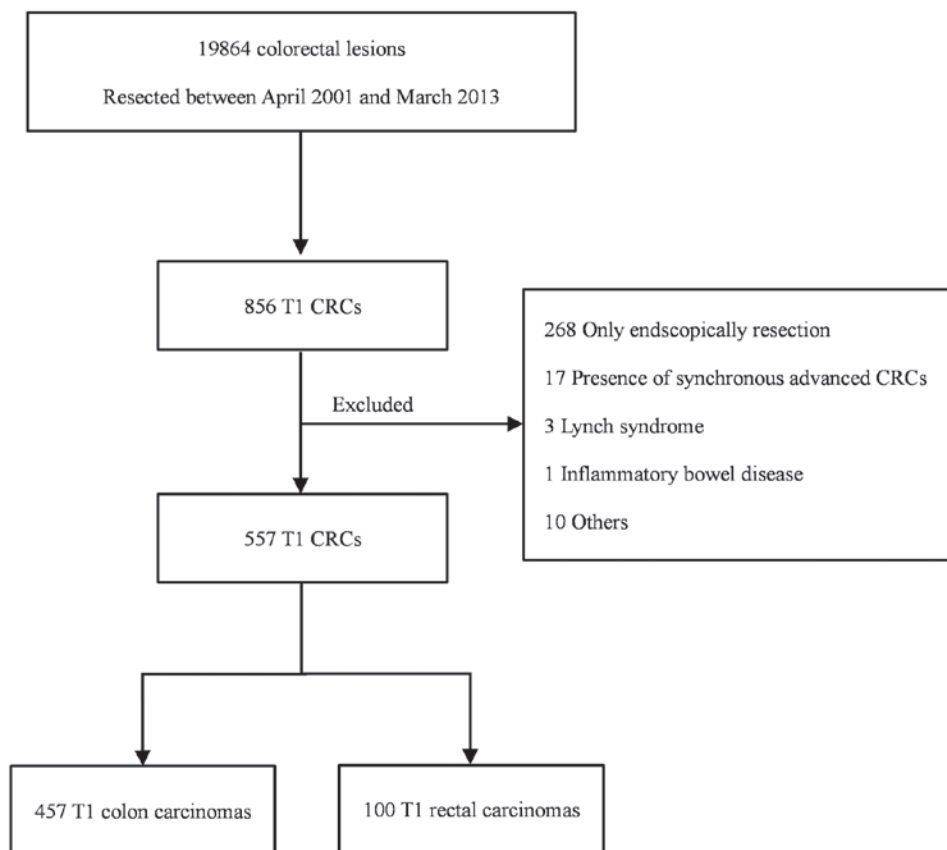 19864 colorectal lesions
Resected between April 2001 and March 2013
856 T1 CRCs
Excluded
268 Only endscopically resection
17 Presence of synchronous advanced CRCs
3 Lynch syndrome
1 Inflammatory bowel disease
10 Others
557 T1 CRCs
457 T1 colon carcinomas
100 T1 rectal carcinomas